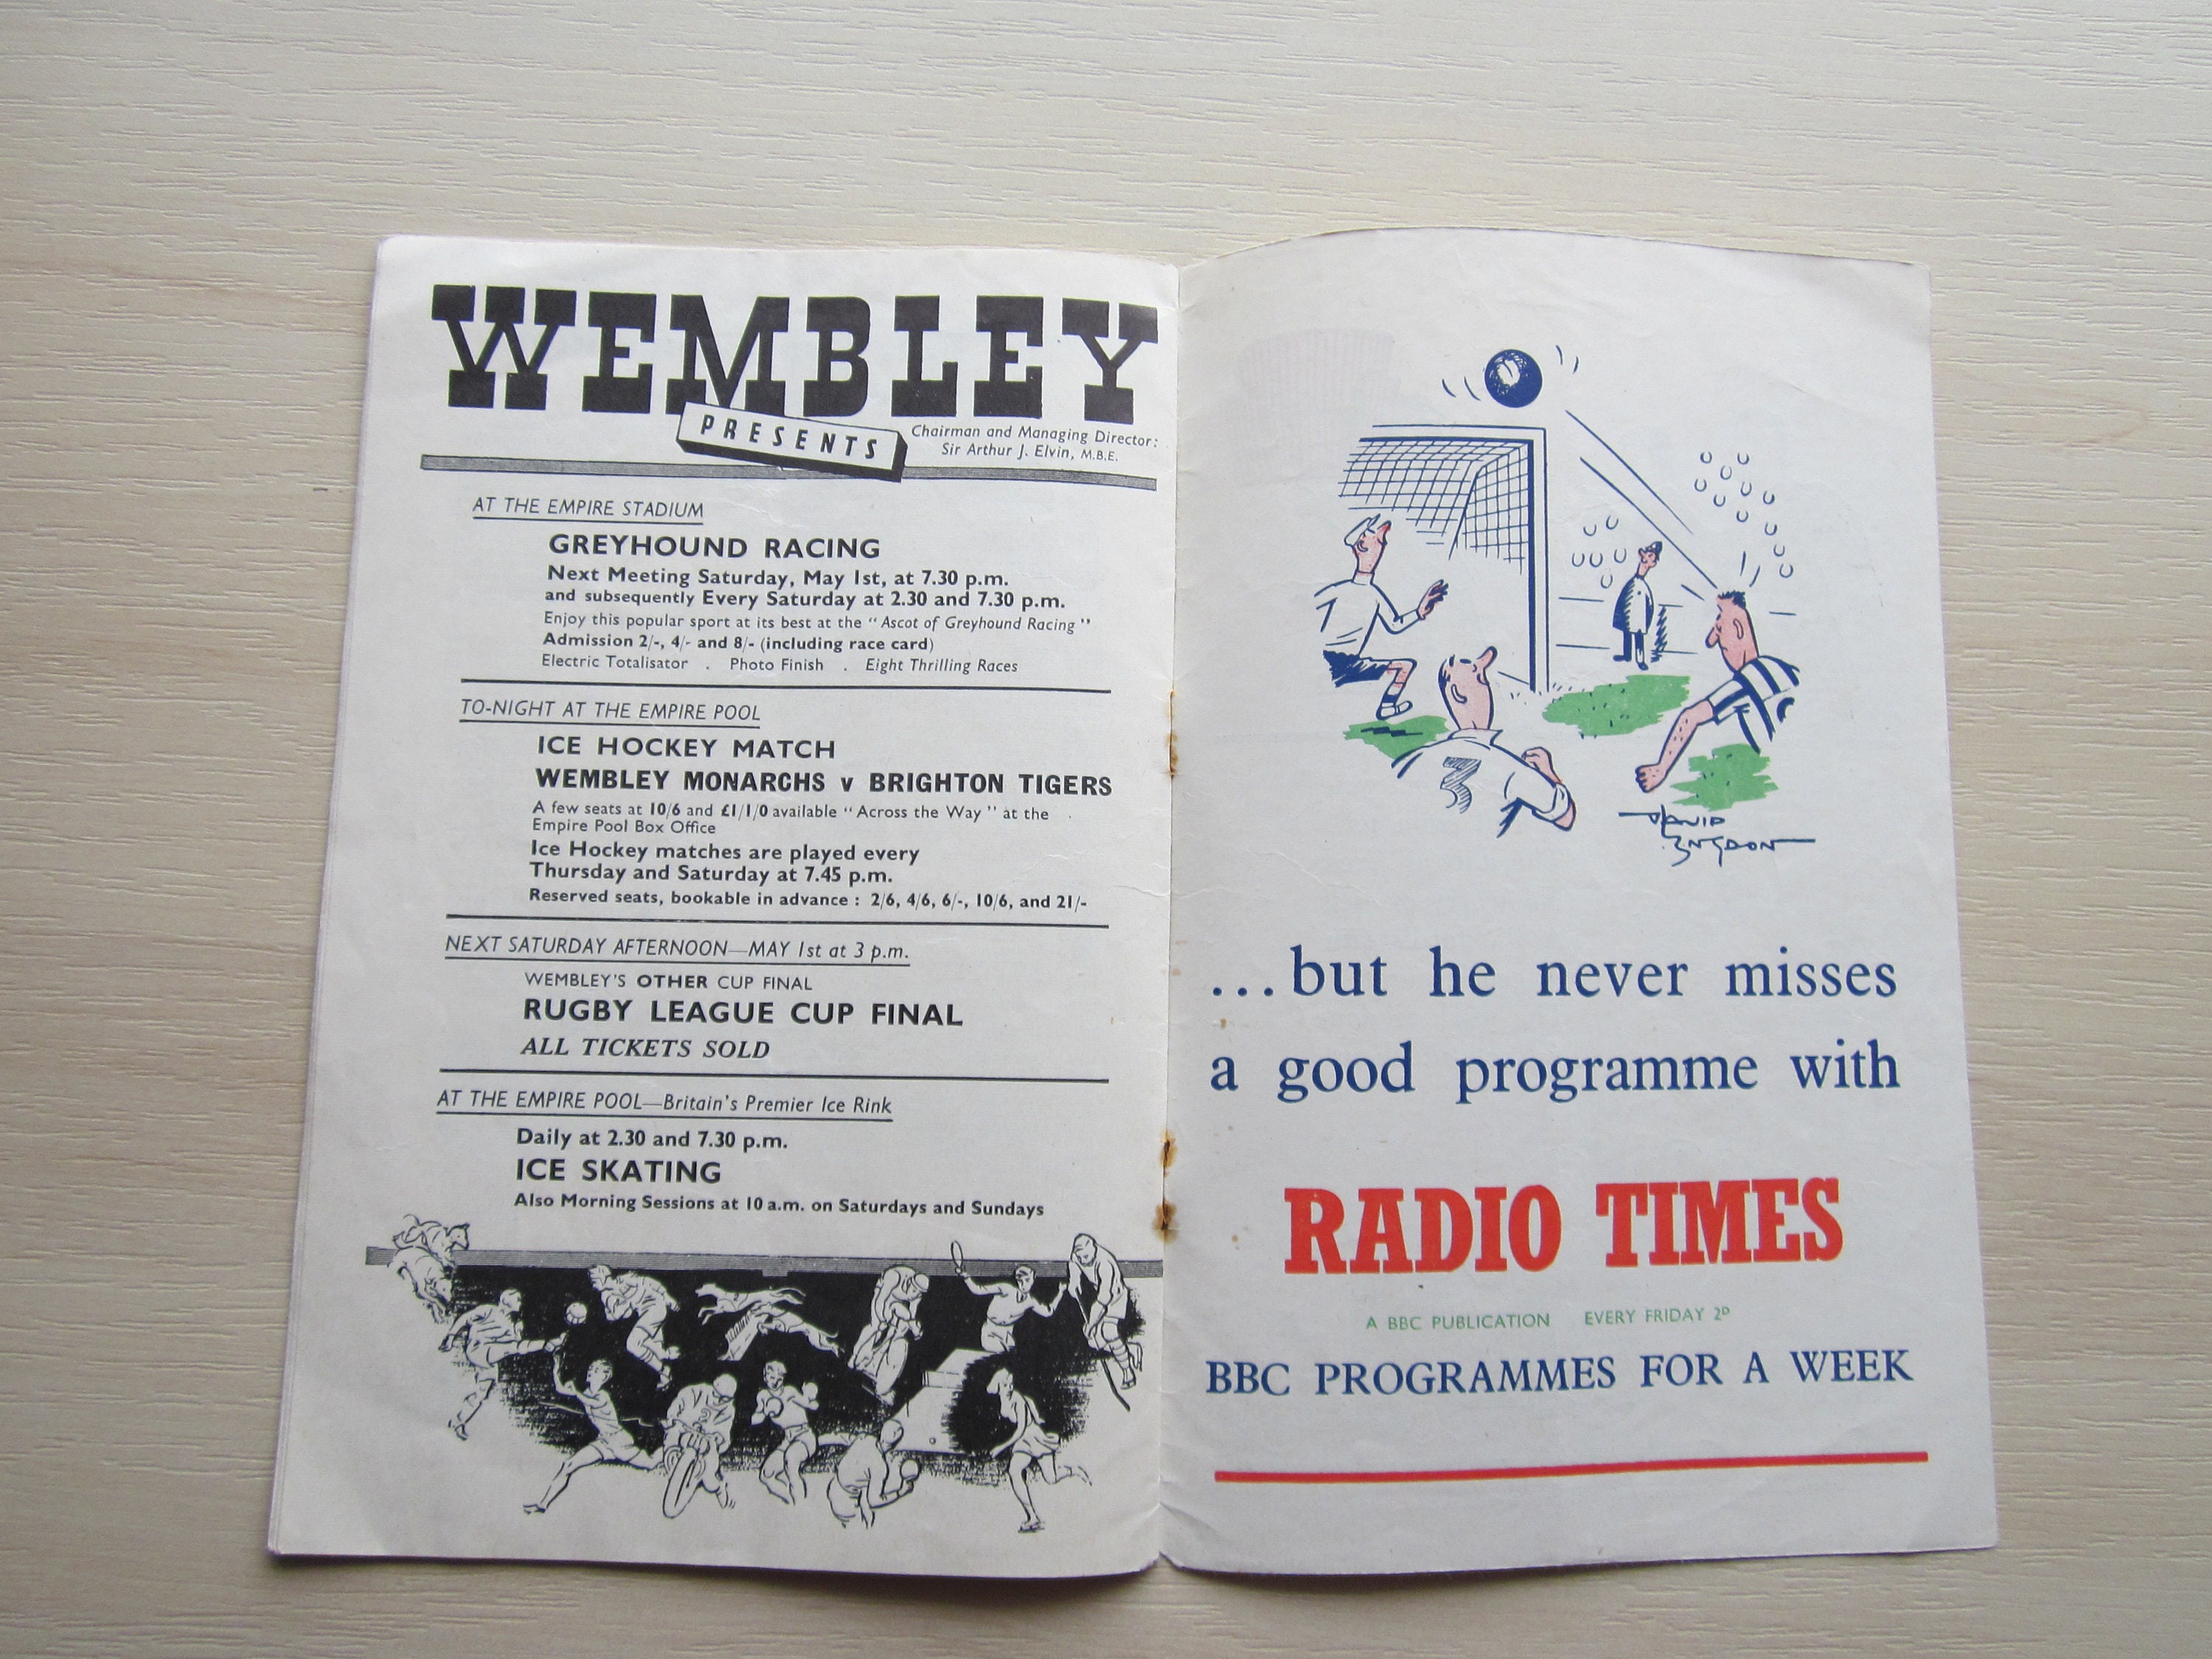 WEMBLEY
PRESENTS
Chairman and Managing Director:
Sir Arthur J. Elvin, M.B.E.
AT THE EMPIRE STADIUM
GREYHOUND RACING
Next Meeting Saturday, May 1st, at 7.30 p.m.
and subsequently Every Saturday at 2.30 and 7.30 p.m.
Enjoy this popular sport at its best at the "Ascot of Greyhound Racing"
Admission 2/-, 4/- and 8/- (including race card)
Electric Totalisator . Photo Finish . Eight Thrilling Races
TO-NIGHT AT THE EMPIRE POOL
ICE HOCKEY MATCH
WEMBLEY MONARCHS v BRIGHTON TIGERS
A few seats at 10/6 and £1/1/0 available "Across the Way" at the
Empire Pool Box Office
Ice Hockey matches are played every
Thursday and Saturday at 7.45 p.m.
Reserved seats, bookable in advance : 2/6, 4/6, 6/-, 10/6, and 21/-
NEXT SATURDAY AFTERNOON—MAY 1st at 3 p.m.
WEMBLEY'S OTHER CUP FINAL
RUGBY LEAGUE CUP FINAL
ALL TICKETS SOLD
AT THE EMPIRE POOL—Britain's Premier Ice Rink
Daily at 2.30 and 7.30 p.m.
ICE SKATING
Also Morning Sessions at 10 a.m. on Saturdays and Sundays
3
DAVID
LANGDON
...but he never misses
a good programme with
RADIO TIMES
A BBC PUBLICATION EVERY FRIDAY 2D
BBC PROGRAMMES FOR A WEEK